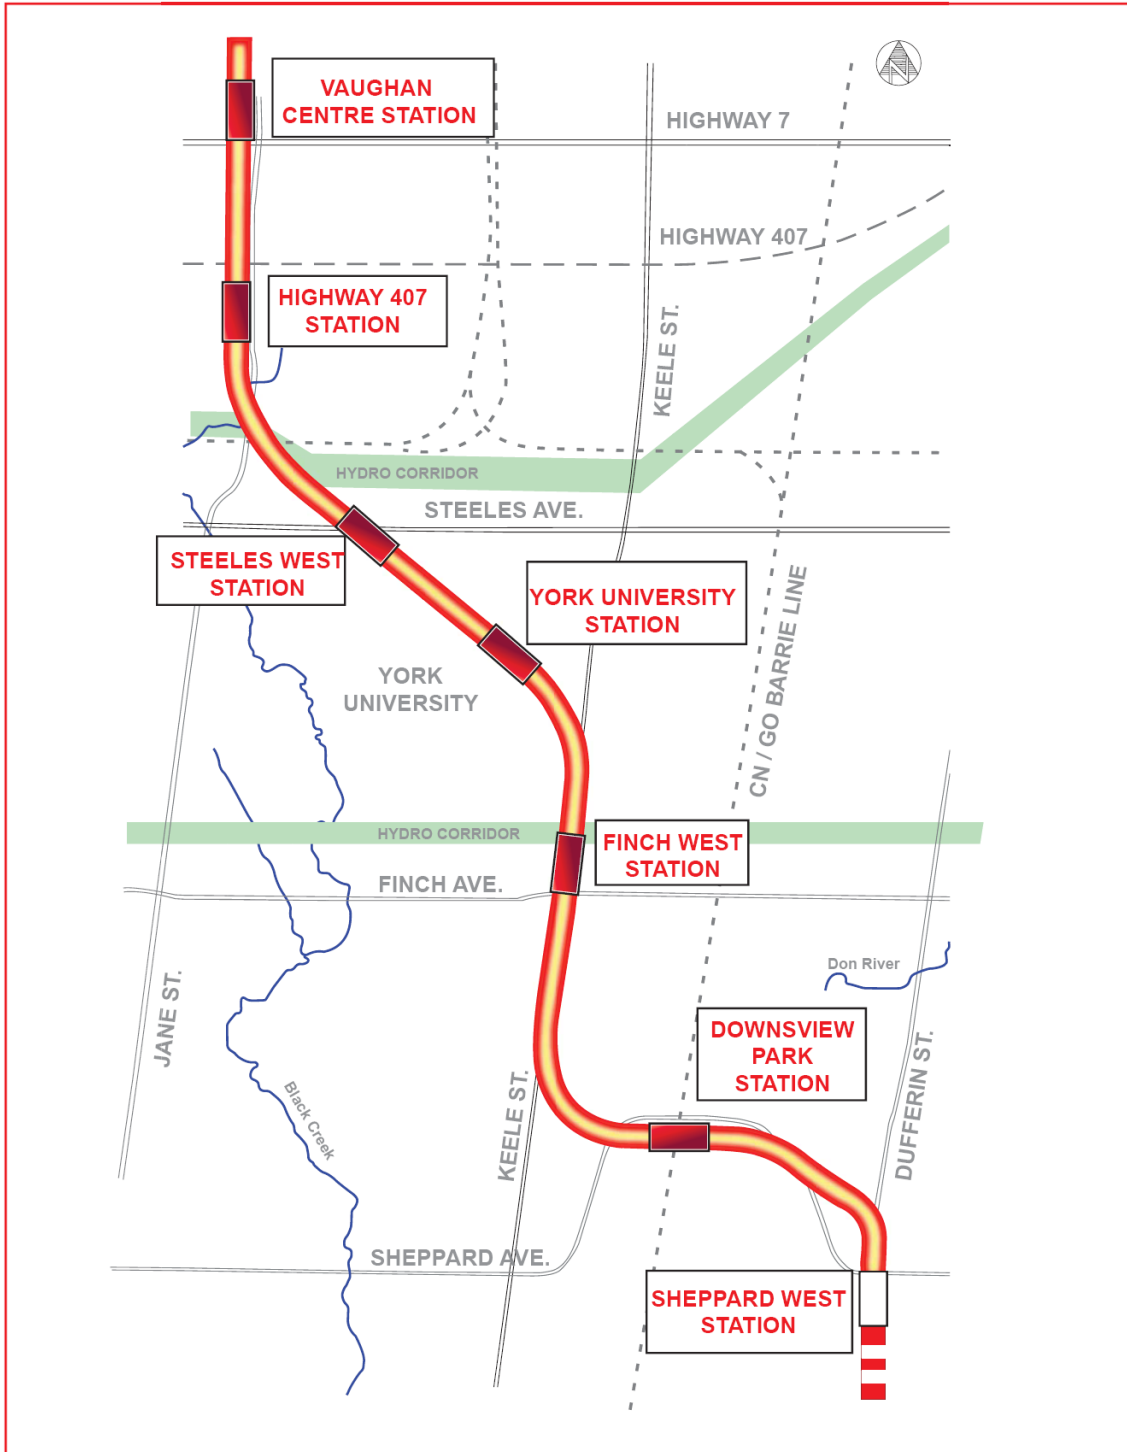 VAUGHAN
CENTRE STATION
N
HIGHWAY 7
HIGHWAY 407
HIGHWAY 407
STATION
KEELE ST.
HYDRO CORRIDOR
STEELES AVE.
STEELES WEST
STATION
YORK UNIVERSITY
STATION
CN / GO BARRIE LINE
YORK
UNIVERSITY
HYDRO CORRIDOR
FINCH WEST
STATION
FINCH AVE.
Don River
JANE ST.
DOWNSVIEW
PARK
STATION
DUFFERIN ST.
Black Creek
KEELE ST.
SHEPPARD AVE.
SHEPPARD WEST
STATION